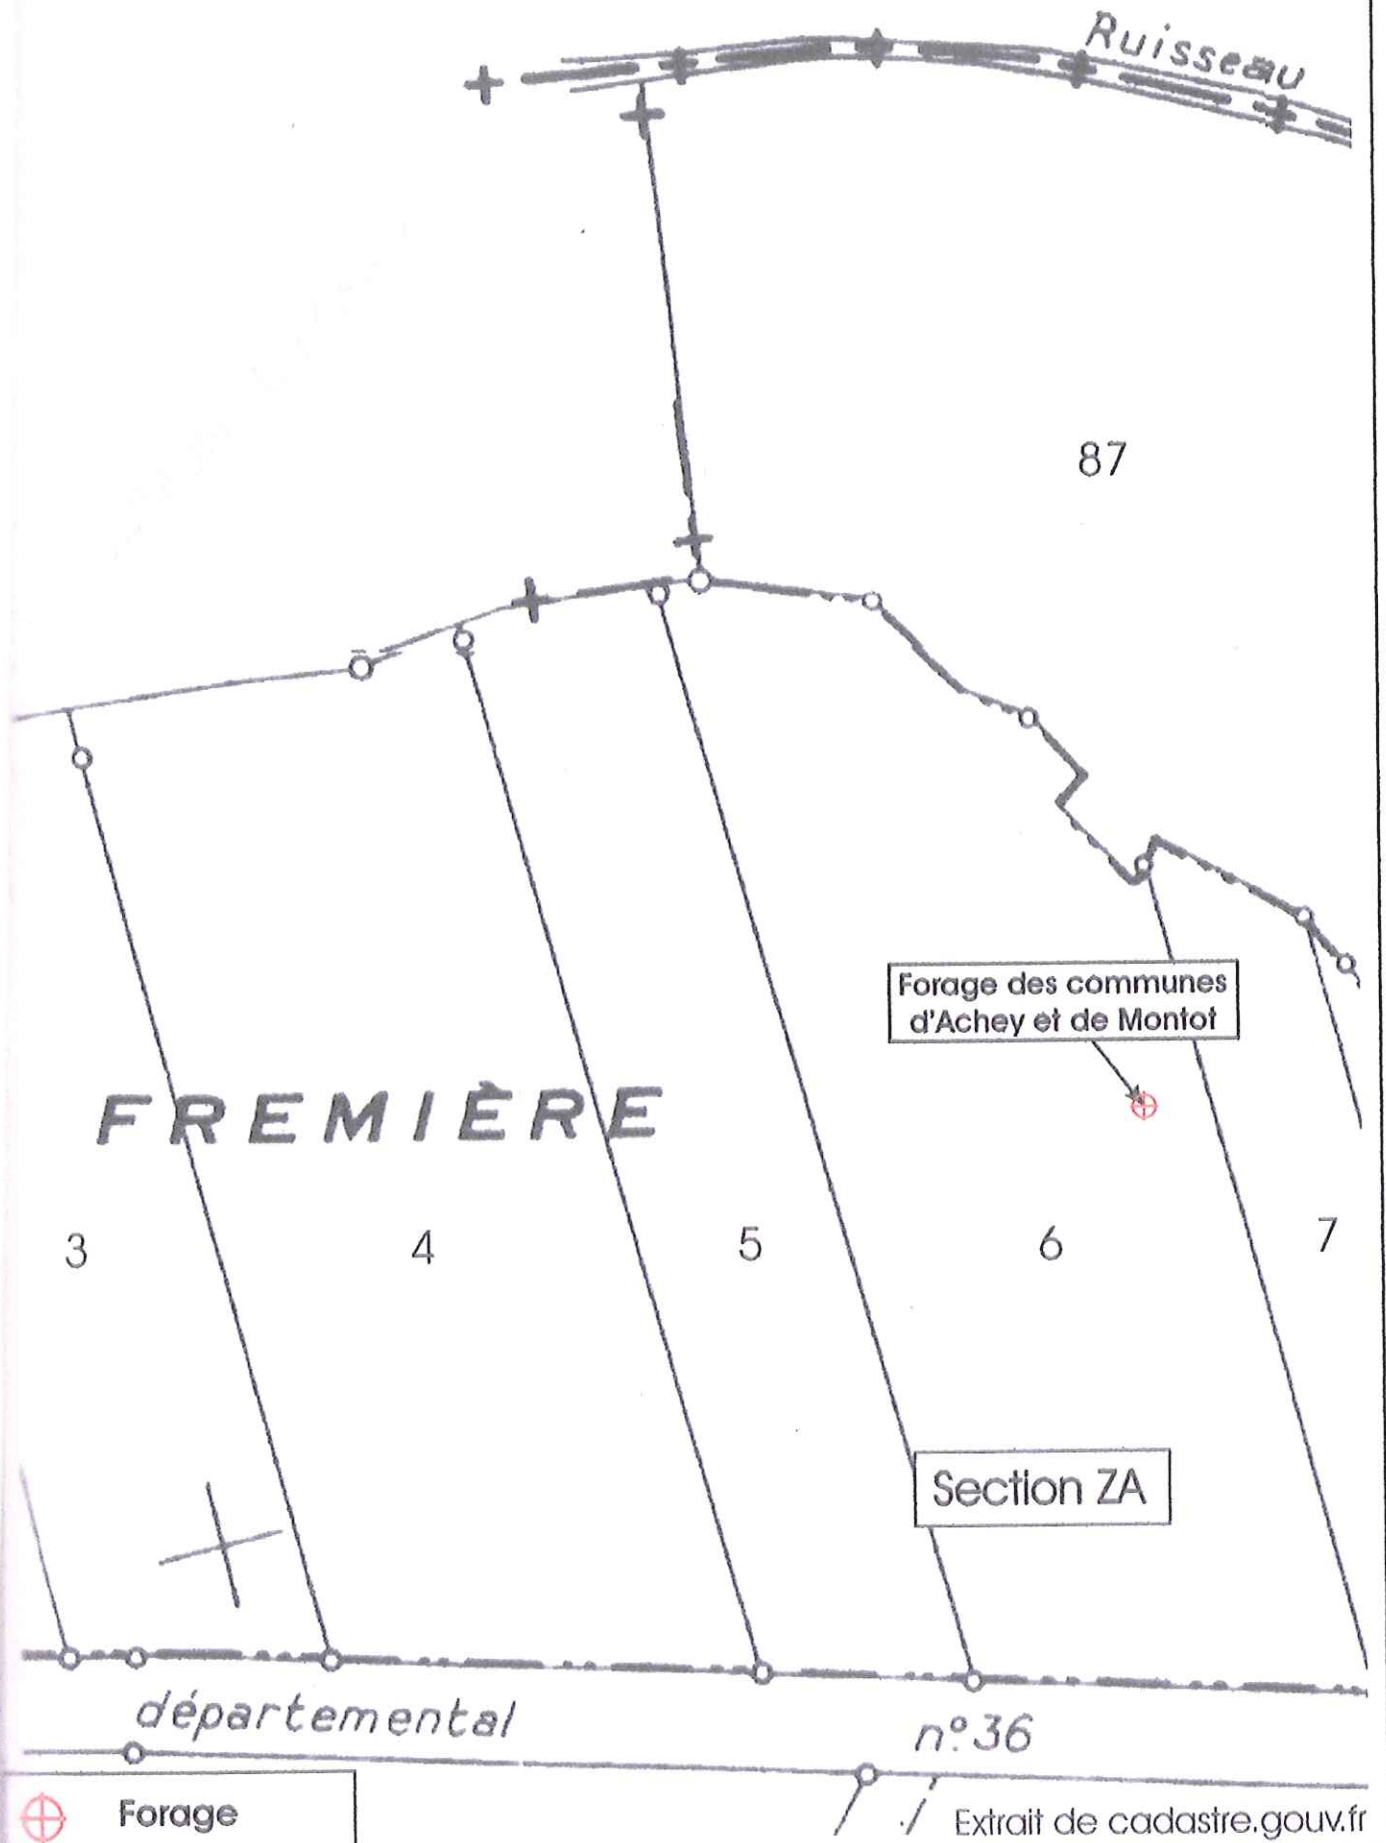 Ruisseau
87
Forage des communes
d'Achey et de Montot
FREMIÈRE
3
4
5
6
7
Section ZA
départemental
n° 36
Forage
Extrait de cadastre.gouv.fr